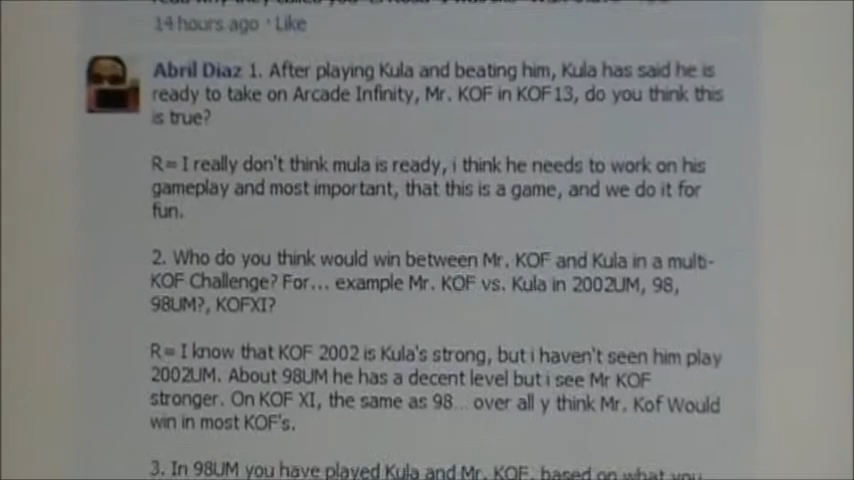 14 hours ago · Like
Abril Diaz 1. After playing Kula and beating him, Kula has said he is
ready to take on Arcade Infinity, Mr. KOF in KOF13, do you think this
is true?
R= I really don't think mula is ready, i think he needs to work on his
gameplay and most important, that this is a game, and we do it for
fun.
2. Who do you think would win between Mr. KOF and Kula in a multi-
KOF Challenge? For... example Mr. KOF vs. Kula in 2002UM, 98,
98UM?, KOFXI?
R= I know that KOF 2002 is Kula's strong, but i haven't seen him play
2002UM. About 98UM he has a decent level but i see Mr KOF
stronger. On KOF XI, the same as 98... over all y think Mr. Kof Would
win in most KOF's.
3. In 98UM you have played Kula and Mr. KOF, based on what you